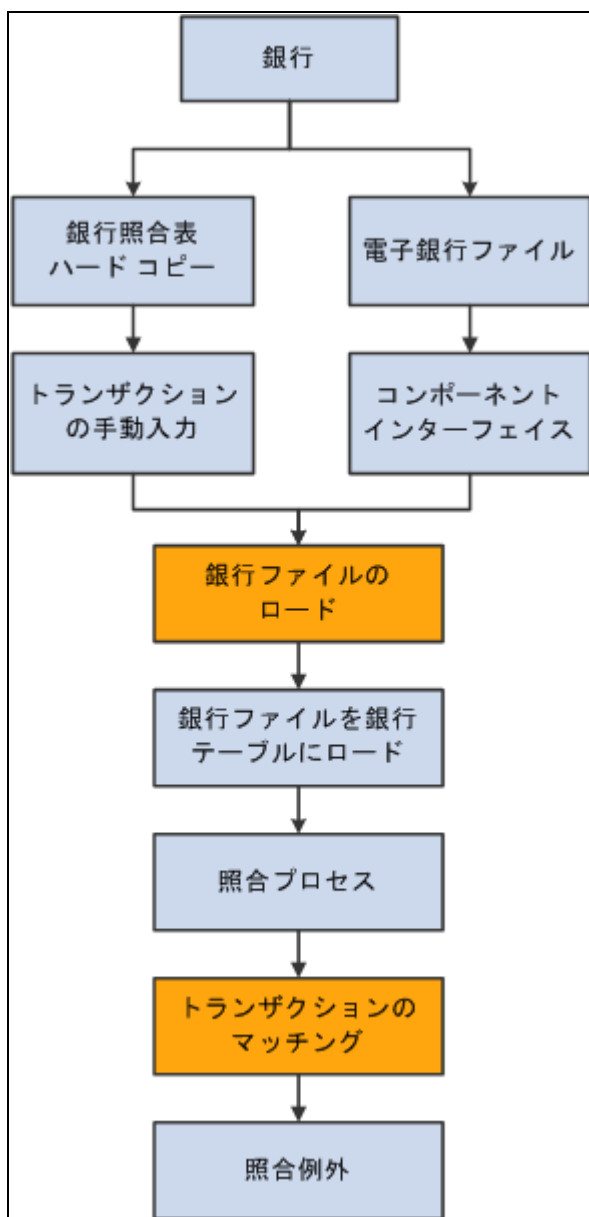 銀行
銀行照合表
ハード コピー
電子銀行ファイル
トランザクション
の手動入力
コンポーネント
インターフェイス
銀行ファイルの
ロード
銀行ファイルを銀行
テーブルにロード
照合プロセス
トランザクションの
マッチング
照合例外